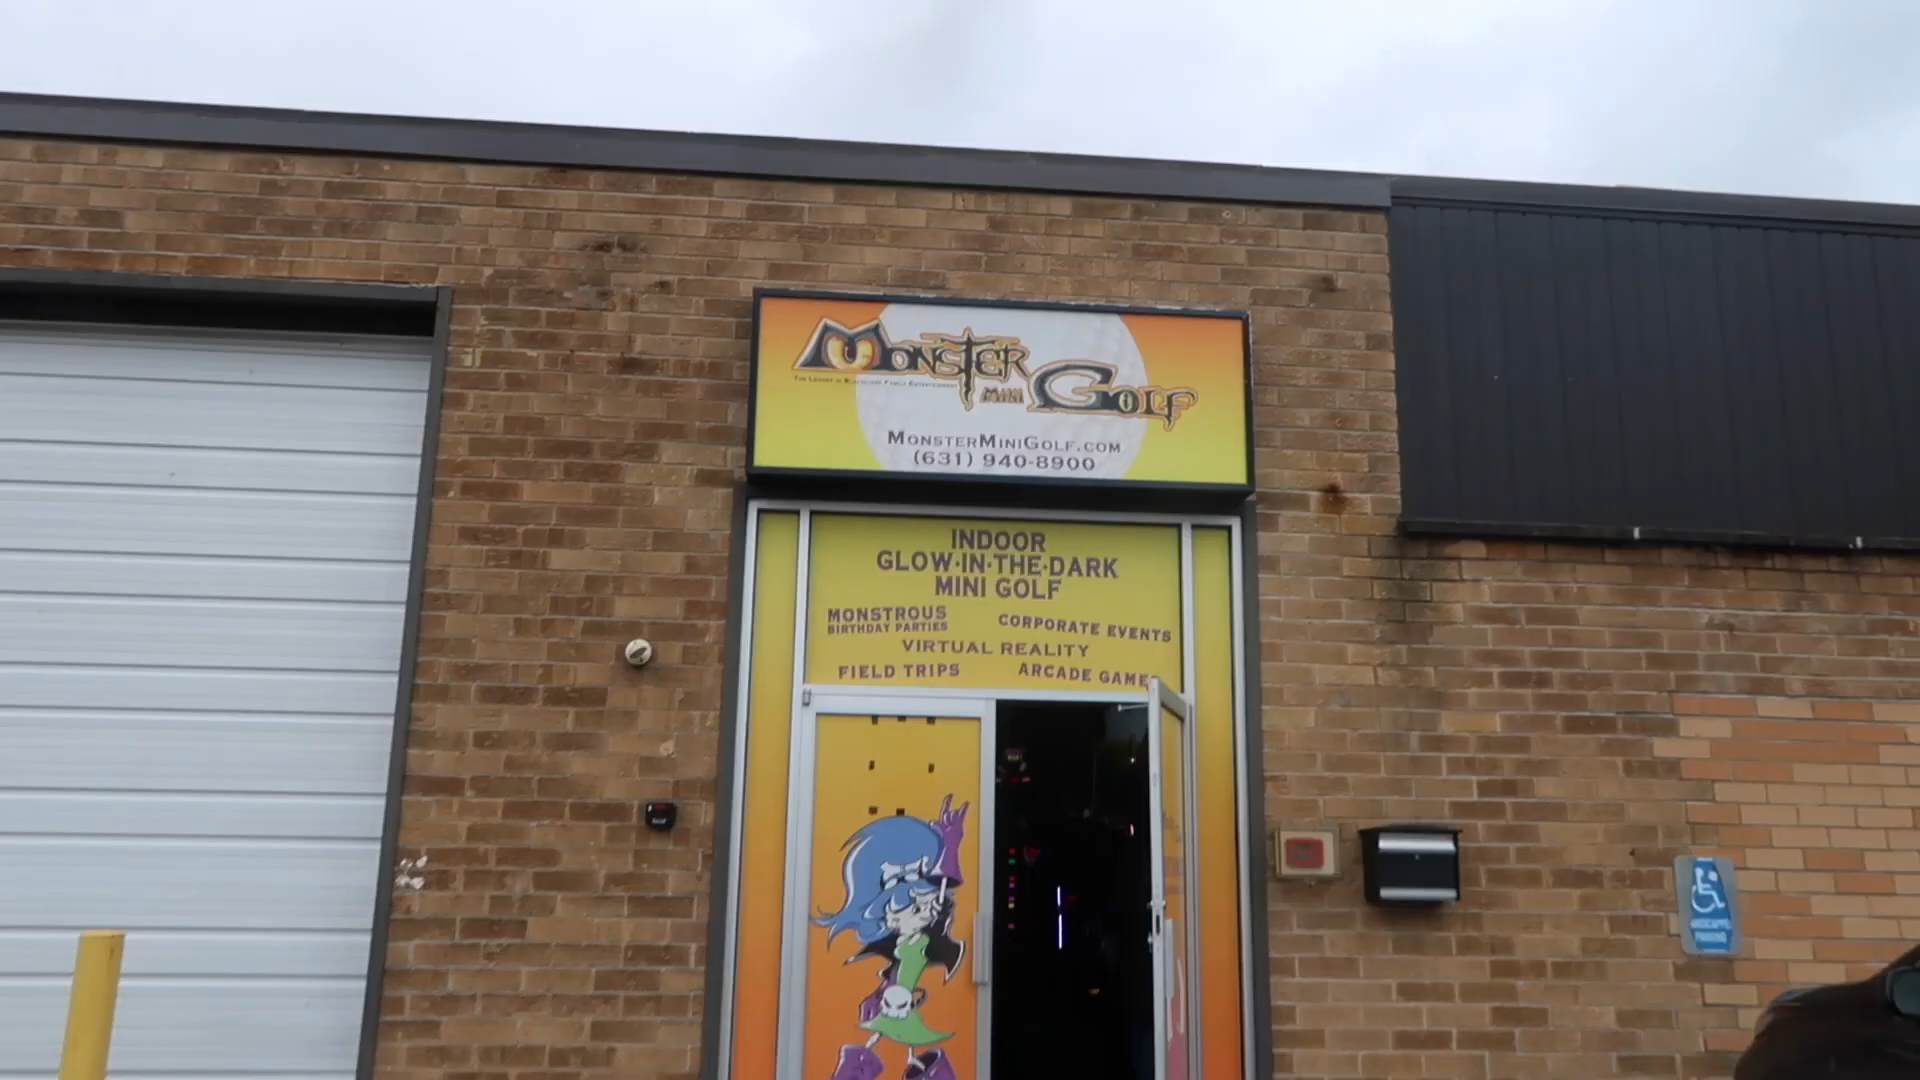 MONSTER
MINI GOLF
MONSTERMINIGOLF.COM
(631) 940-8900
INDOOR
GLOW·IN·THE·DARK
MINI GOLF
MONSTROUS
BIRTHDAY PARTIES
CORPORATE EVENTS
VIRTUAL REALITY
FIELD TRIPS
ARCADE GAMES